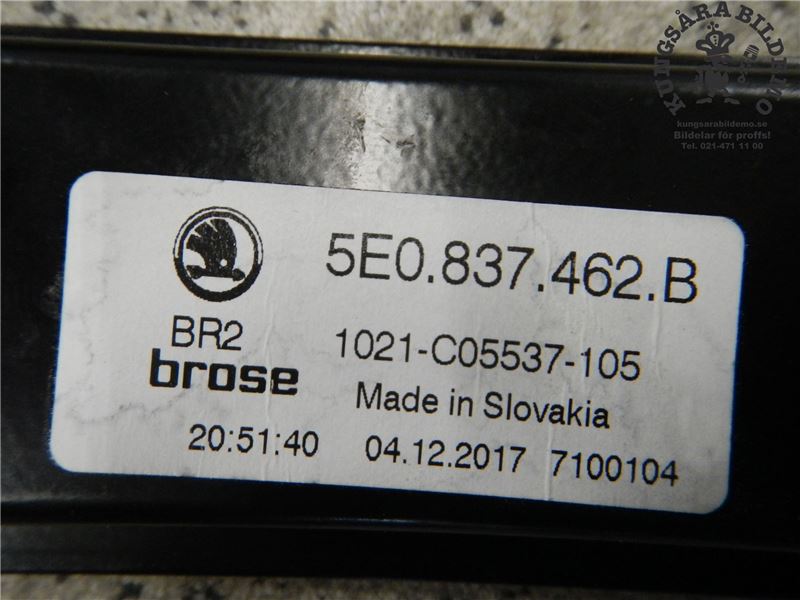 KUNGSÅRA BILDEMO
kungsarabildemo.se
Bildelar för proffs!
Tel. 021-471 11 00
5E0.837.462.B
BR2
1021-C05537-105
brose
Made in Slovakia
20:51:40 04.12.2017 7100104